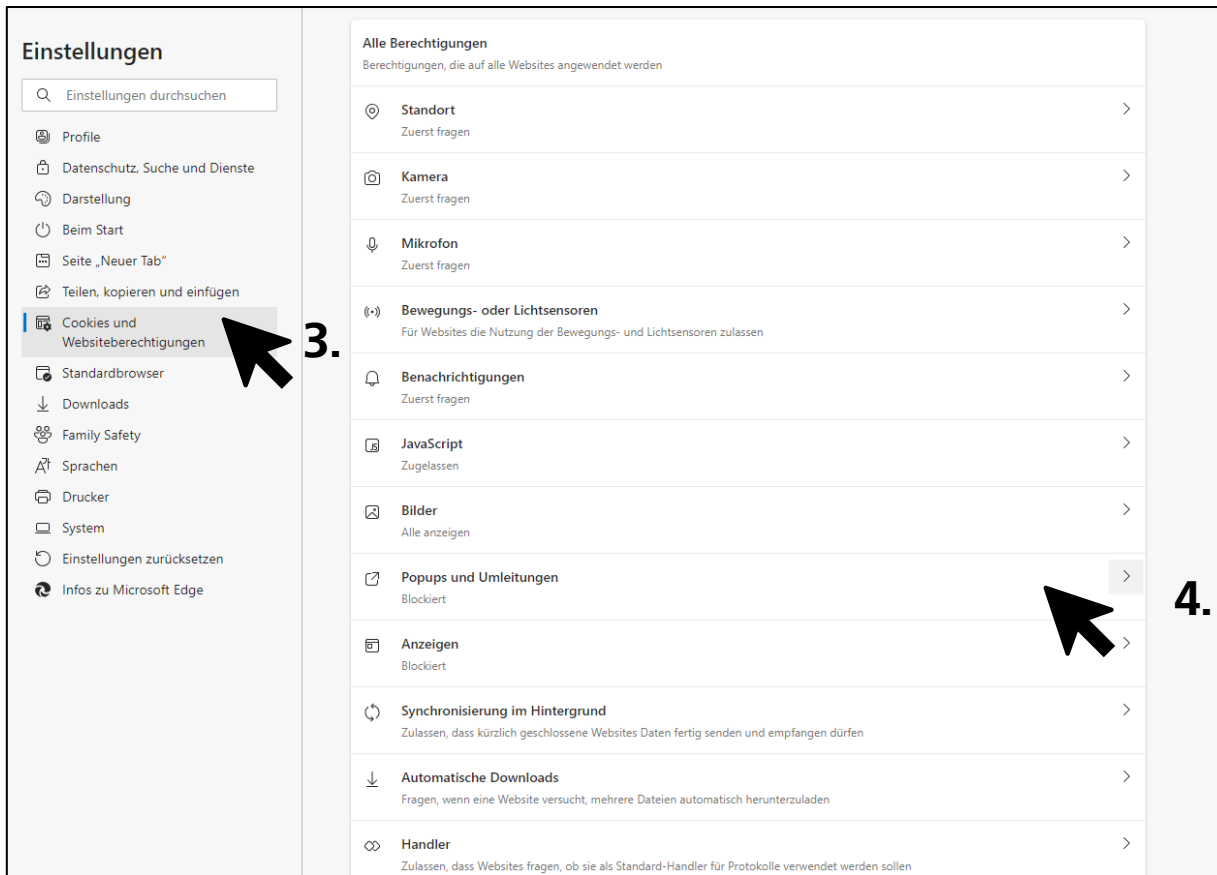 Einstellungen
Einstellungen durchsuchen
Profile
Datenschutz, Suche und Dienste
Darstellung
Beim Start
Seite „Neuer Tab"
Teilen, kopieren und einfügen
Cookies und
Websiteberechtigungen
3.
Standardbrowser
Downloads
Family Safety
Sprachen
Drucker
System
Einstellungen zurücksetzen
Infos zu Microsoft Edge
Alle Berechtigungen
Berechtigungen, die auf alle Websites angewendet werden
Standort
Zuerst fragen
Kamera
Zuerst fragen
Mikrofon
Zuerst fragen
Bewegungs- oder Lichtsensoren
Für Websites die Nutzung der Bewegungs- und Lichtsensoren zulassen
Benachrichtigungen
Zuerst fragen
JavaScript
Zugelassen
Bilder
Alle anzeigen
Popups und Umleitungen
Blockiert
4.
Anzeigen
Blockiert
Synchronisierung im Hintergrund
Zulassen, dass kürzlich geschlossene Websites Daten fertig senden und empfangen dürfen
Automatische Downloads
Fragen, wenn eine Website versucht, mehrere Dateien automatisch herunterzuladen
Handler
Zulassen, dass Websites fragen, ob sie als Standard-Handler für Protokolle verwendet werden sollen